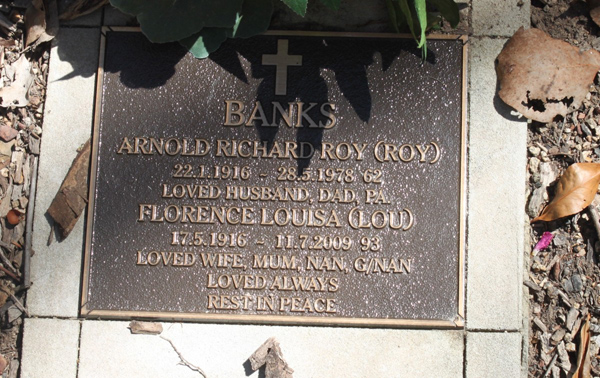 BANKS
ARNOLD RICHARD ROY (ROY)
22.1.1916 - 28.5.1978 62
LOVED HUSBAND, DAD, PA.
FLORENCE LOUISA (LOU)
17.5.1916 - 11.7.2009 93
LOVED WIFE, MUM, NAN, G/NAN
LOVED ALWAYS
REST IN PEACE